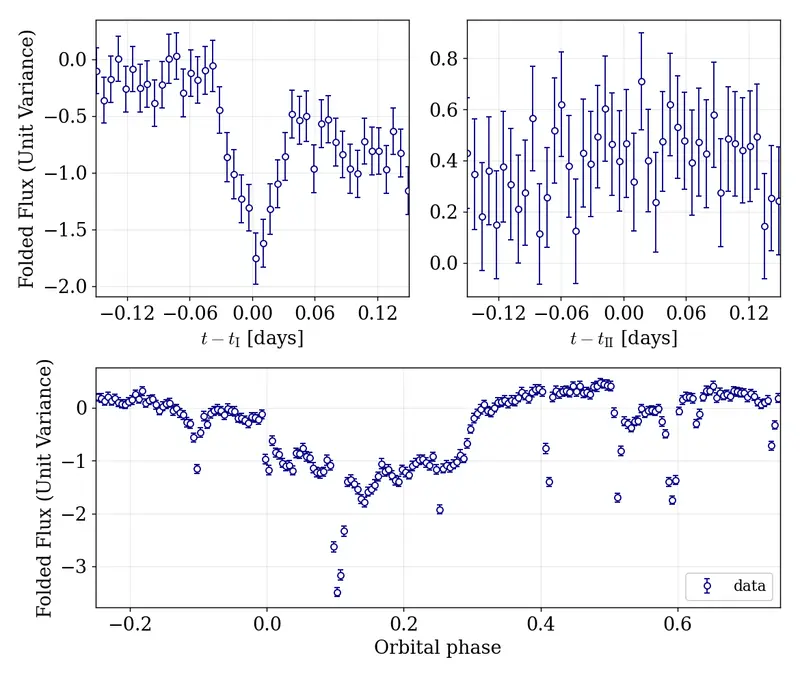 0.0
−0.5
−1.0
−1.5
−2.0
Folded Flux (Unit Variance)
−0.12 −0.06 0.00 0.06 0.12
t − tI [days]
0.8
0.6
0.4
0.2
0.0
−0.12 −0.06 0.00 0.06 0.12
t − tII [days]
0
−1
−2
−3
Folded Flux (Unit Variance)
data
−0.2 0.0 0.2 0.4 0.6
Orbital phase